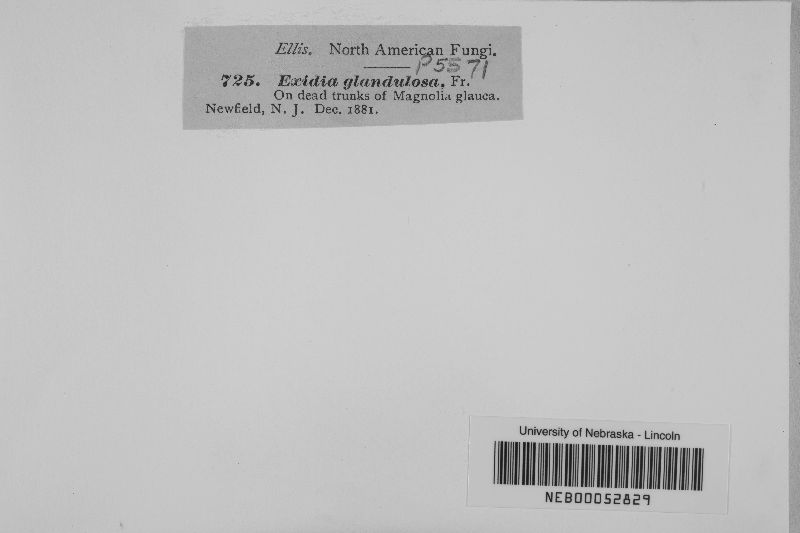 Ellis. North American Fungi.
P5571
725. Exidia glandulosa, Fr.
On dead trunks of Magnolia glauca.
Newfield, N. J. Dec. 1881.
University of Nebraska - Lincoln
NEB00052829